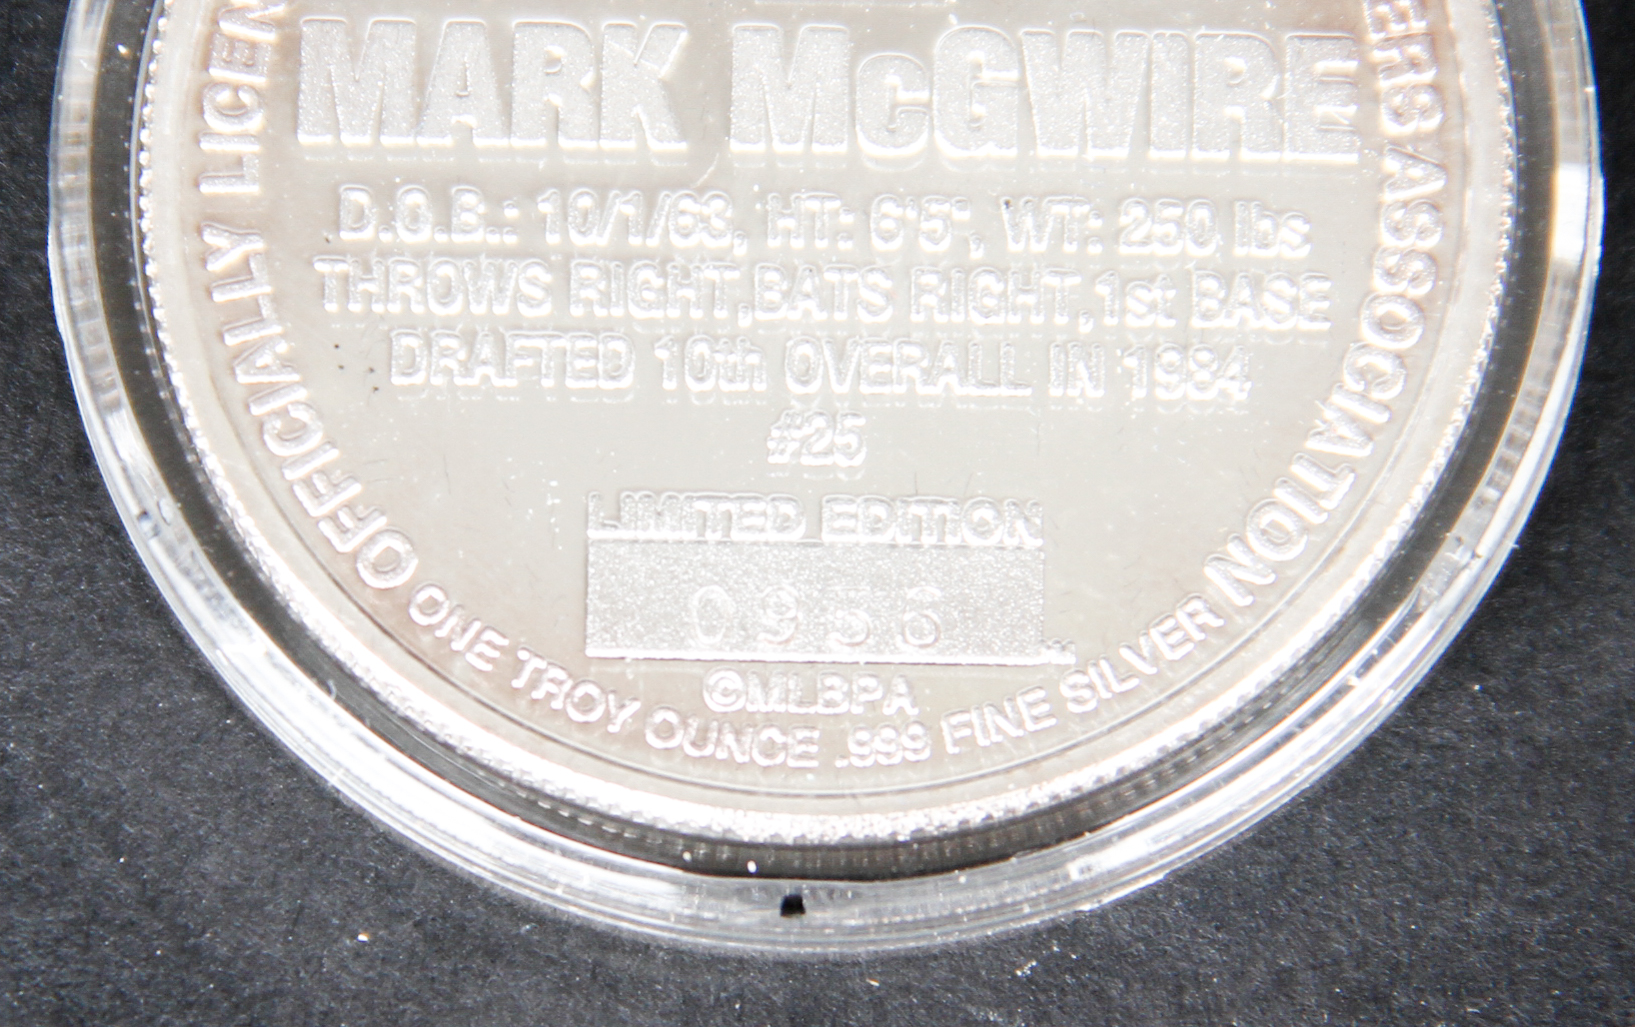 MARK McGWIRE
D.O.B.: 10/1/63, HT: 6'5", WT: 250 lbs
THROWS RIGHT, BATS RIGHT, 1st BASE
DRAFTED 10th OVERALL IN 1984
#25
LIMITED EDITION
©MLBPA
OFFICIALLY LICEN
ERS ASSOCIATION
ONE TROY OUNCE .999 FINE SILVER